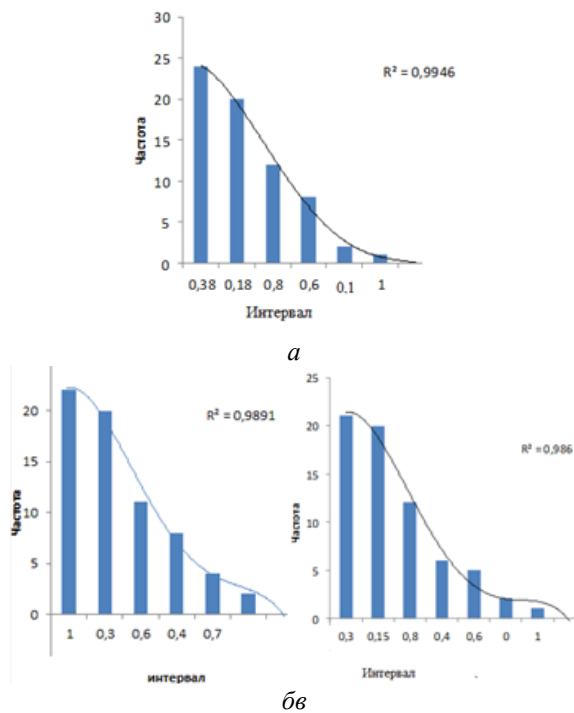 30
25
20
15
10
5
0
Частота
R² = 0,9946
0,38 0,18 0,8 0,6 0,1 1
Интервал
а
20
15
10
5
0
Частота
R² = 0,9891
1 0,3 0,6 0,4 0,7
интервал
25
20
15
10
5
0
Частота
R² = 0,986
0,3 0,15 0,8 0,4 0,6 0 1
Интервал
бв